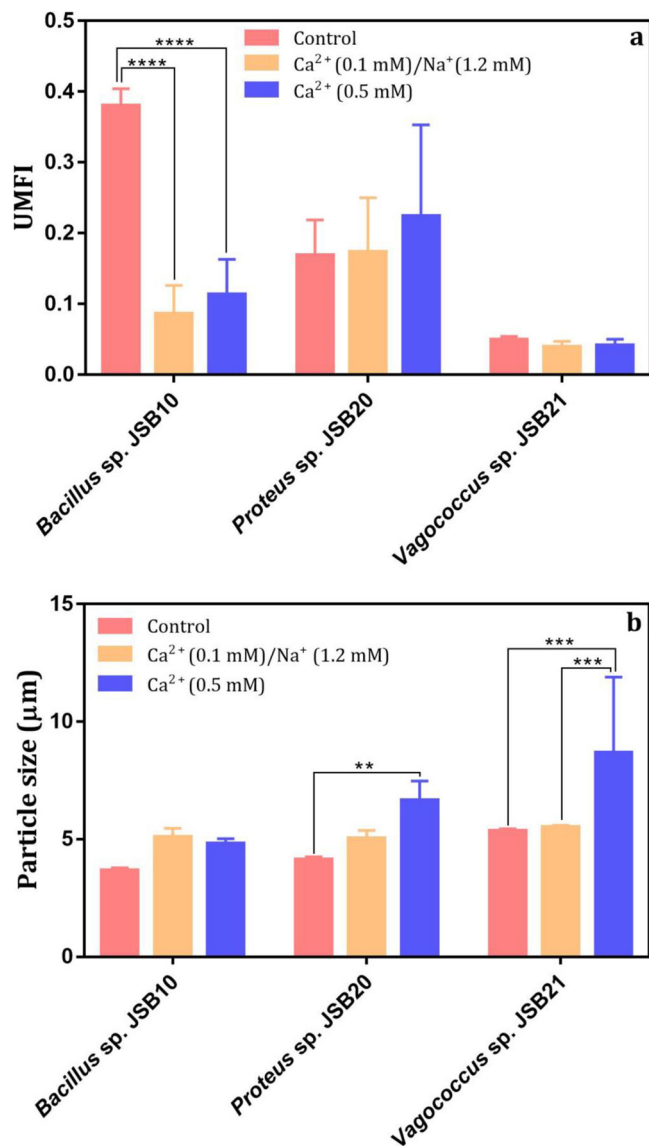 a
Control
Ca²⁺ (0.1 mM)/Na⁺ (1.2 mM)
Ca²⁺ (0.5 mM)
****
****
UMFI
0.5
0.4
0.3
0.2
0.1
0.0
Bacillus sp. JSB10
Proteus sp. JSB20
Vagococcus sp. JSB21
b
Control
Ca²⁺ (0.1 mM)/Na⁺ (1.2 mM)
Ca²⁺ (0.5 mM)
***
***
**
Particle size (μm)
15
10
5
0
Bacillus sp. JSB10
Proteus sp. JSB20
Vagococcus sp. JSB21